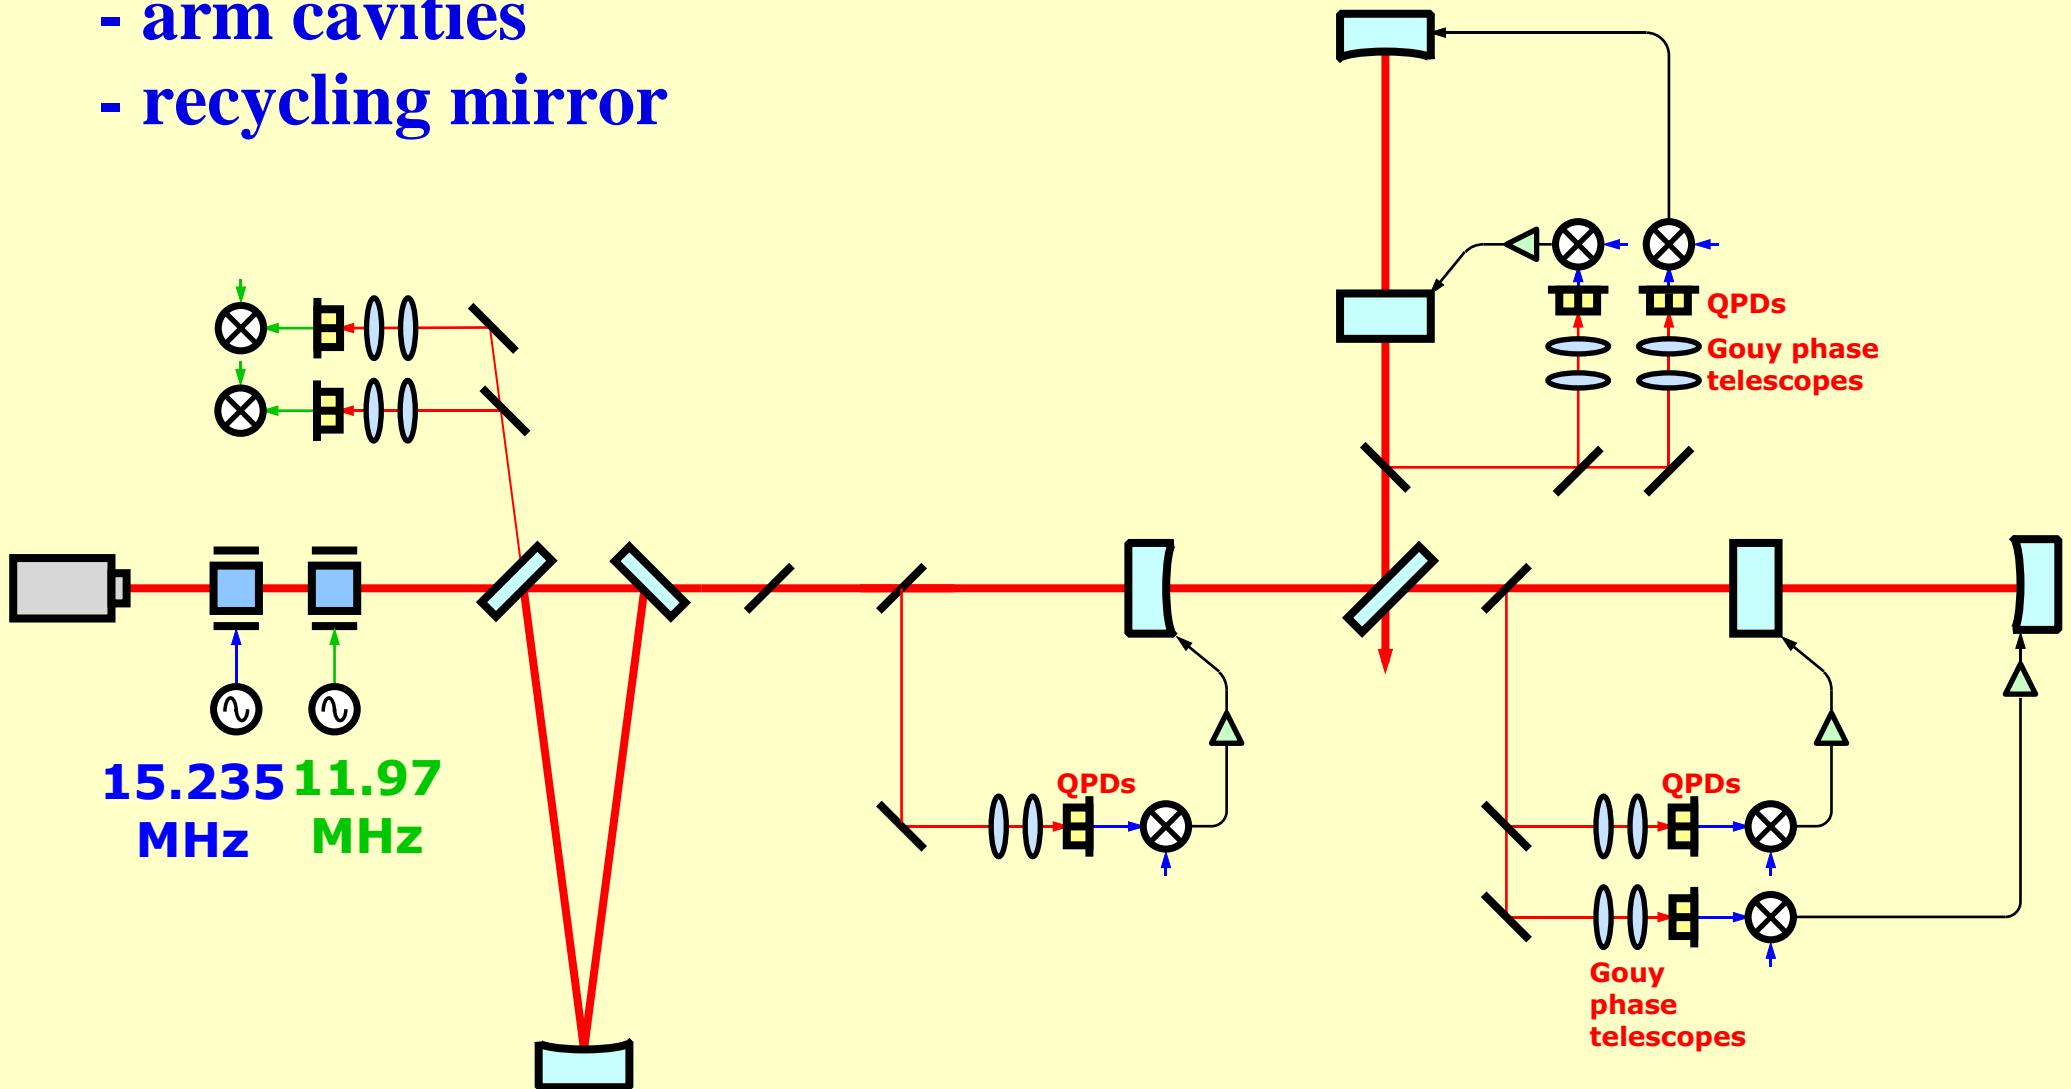 - arm cavities
- recycling mirror
QPDs
Gouy phase
telescopes
15.235
MHz
11.97
MHz
QPDs
QPDs
Gouy
phase
telescopes